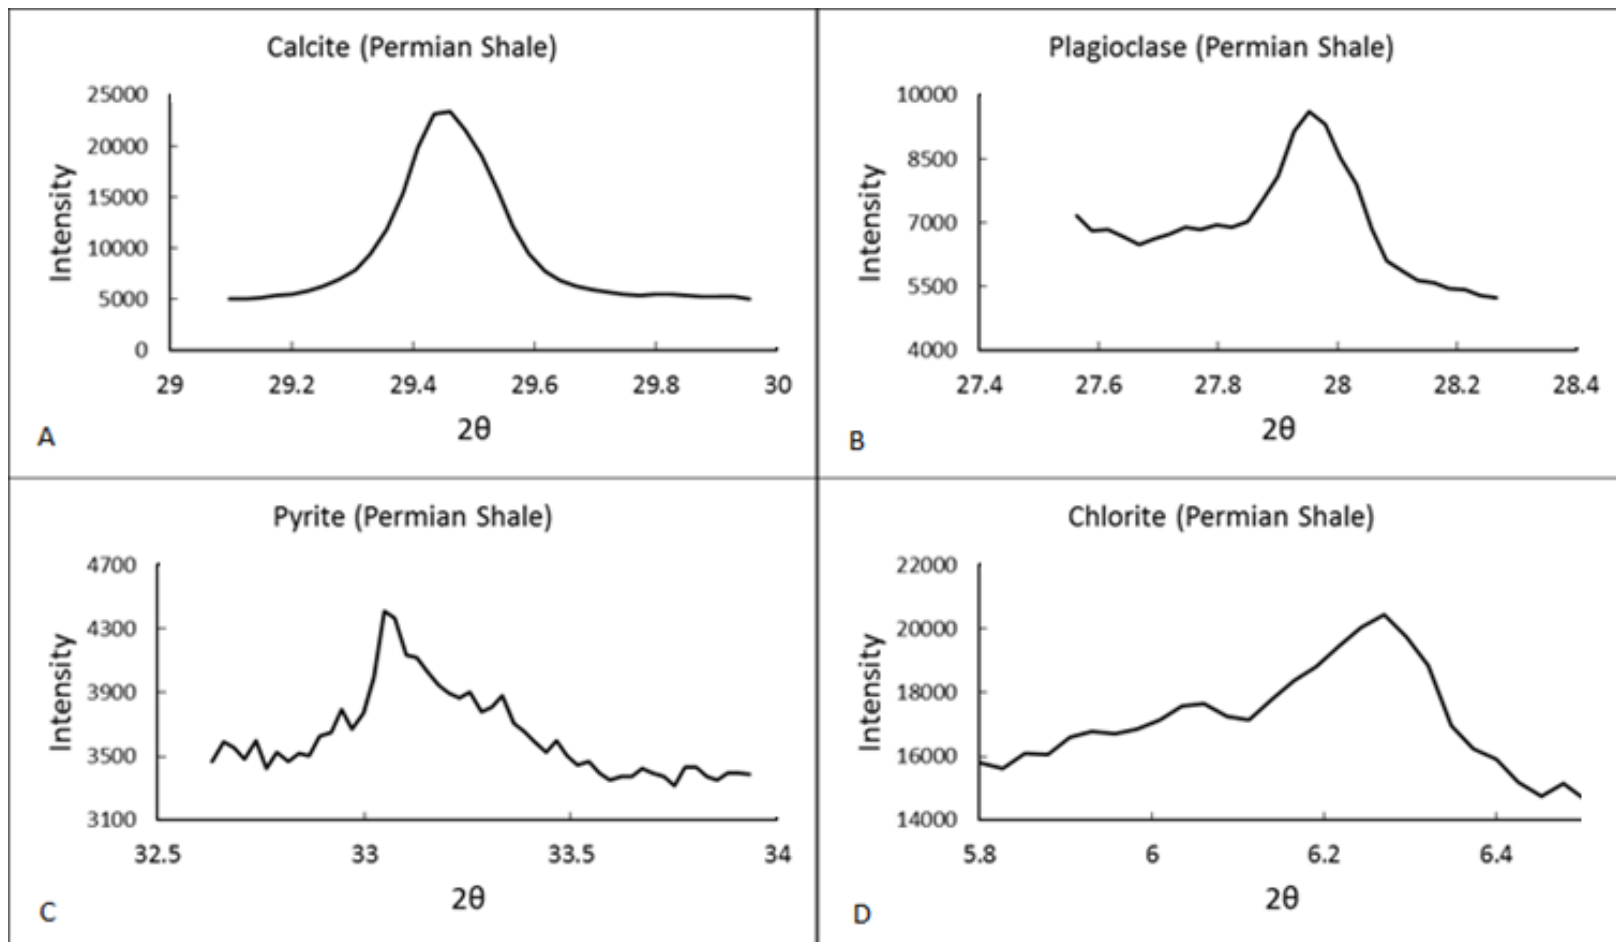 Calcite (Permian Shale)
25000
20000
15000
10000
5000
0
Intensity
29 29.2 29.4 29.6 29.8 30
2θ
A
Plagioclase (Permian Shale)
10000
8500
7000
5500
4000
Intensity
27.4 27.6 27.8 28 28.2 28.4
2θ
B
Pyrite (Permian Shale)
4700
4300
3900
3500
3100
Intensity
32.5 33 33.5 34
2θ
C
Chlorite (Permian Shale)
22000
20000
18000
16000
14000
Intensity
5.8 6 6.2 6.4
2θ
D